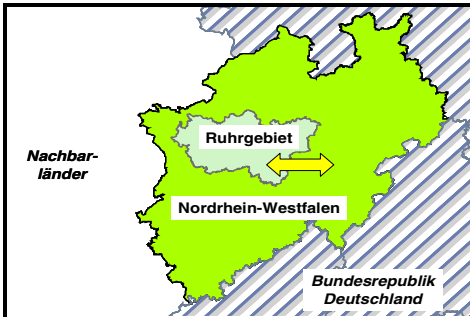 Ruhrgebiet
Nachbar-
länder
Nordrhein-Westfalen
Bundesrepublik
Deutschland